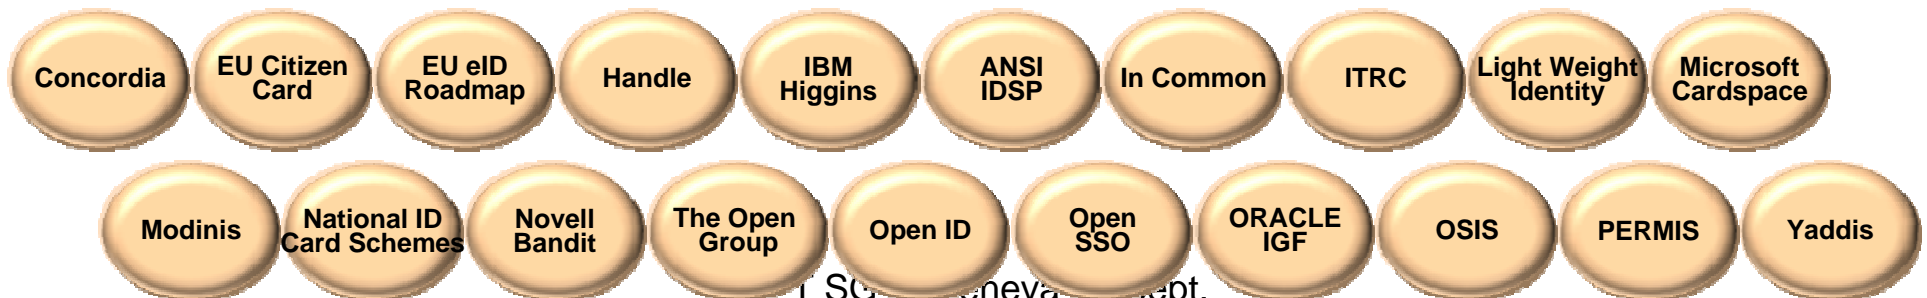 Concordia
EU Citizen
Card
EU eID
Roadmap
Handle
IBM
Higgins
ANSI
IDSP
In Common
ITRC
Light Weight
Identity
Microsoft
Cardspace
Modinis
National ID
Card Schemes
Novell
Bandit
The Open
Group
Open ID
Open
SSO
ORACLE
IGF
OSIS
PERMIS
Yaddis